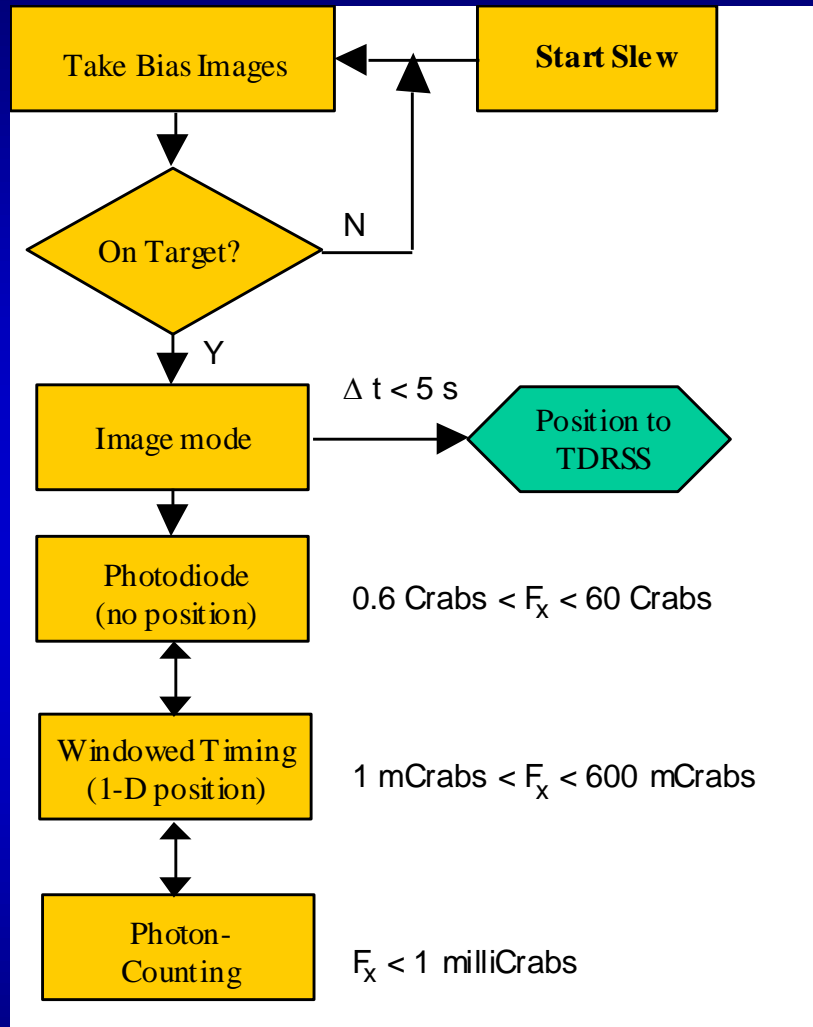 Take Bias Images
Start Slew
On Target?
N
Y
Δ t < 5 s
Image mode
Position to
TDRSS
Photodiode
(no position)
0.6 Crabs < Fx < 60 Crabs
Windowed Timing
(1-D position)
1 mCrabs < Fx < 600 mCrabs
Photon-
Counting
Fx < 1 milliCrabs